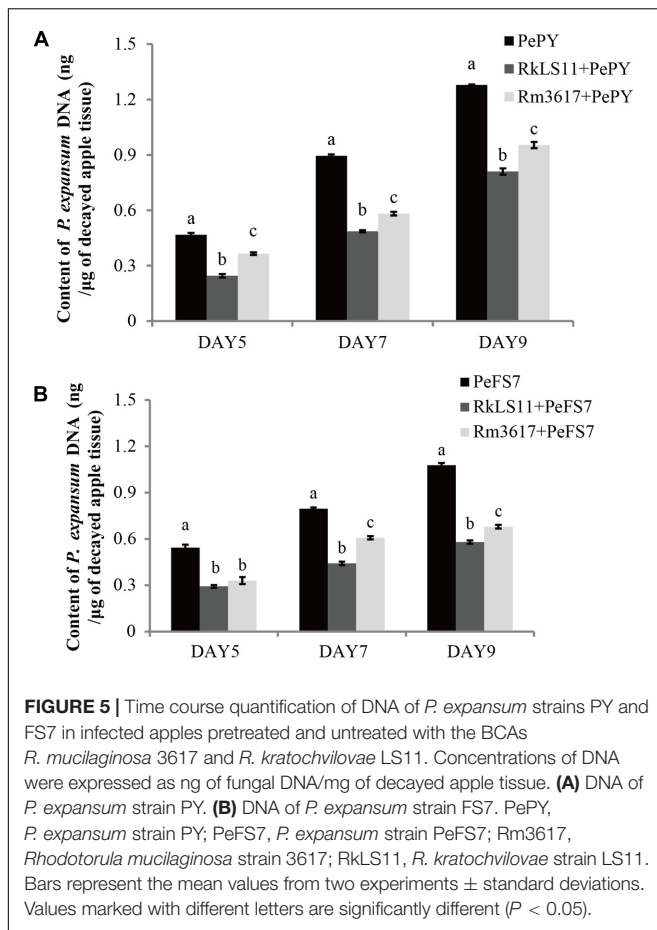 A
Content of P. expansum DNA (ng
/µg of decayed apple tissue)
1.5
1.2
0.9
0.6
0.3
0
PePY
RkLS11+PePY
Rm3617+PePY
a
b
c
a
b
c
a
b
c
DAY5
DAY7
DAY9
B
Content of P. expansum DNA (ng
/µg of decayed apple tissue)
1.5
1.2
0.9
0.6
0.3
0
PeFS7
RkLS11+PeFS7
Rm3617+PeFS7
a
b
b
a
b
c
a
b
c
DAY5
DAY7
DAY9
FIGURE 5 | Time course quantification of DNA of P. expansum strains PY and
FS7 in infected apples pretreated and untreated with the BCAs
R. mucilaginosa 3617 and R. kratochvilovae LS11. Concentrations of DNA
were expressed as ng of fungal DNA/mg of decayed apple tissue. (A) DNA of
P. expansum strain PY. (B) DNA of P. expansum strain FS7. PePY,
P. expansum strain PY; PeFS7, P. expansum strain PeFS7; Rm3617,
Rhodotorula mucilaginosa strain 3617; RkLS11, R. kratochvilovae strain LS11.
Bars represent the mean values from two experiments ± standard deviations.
Values marked with different letters are significantly different (P < 0.05).